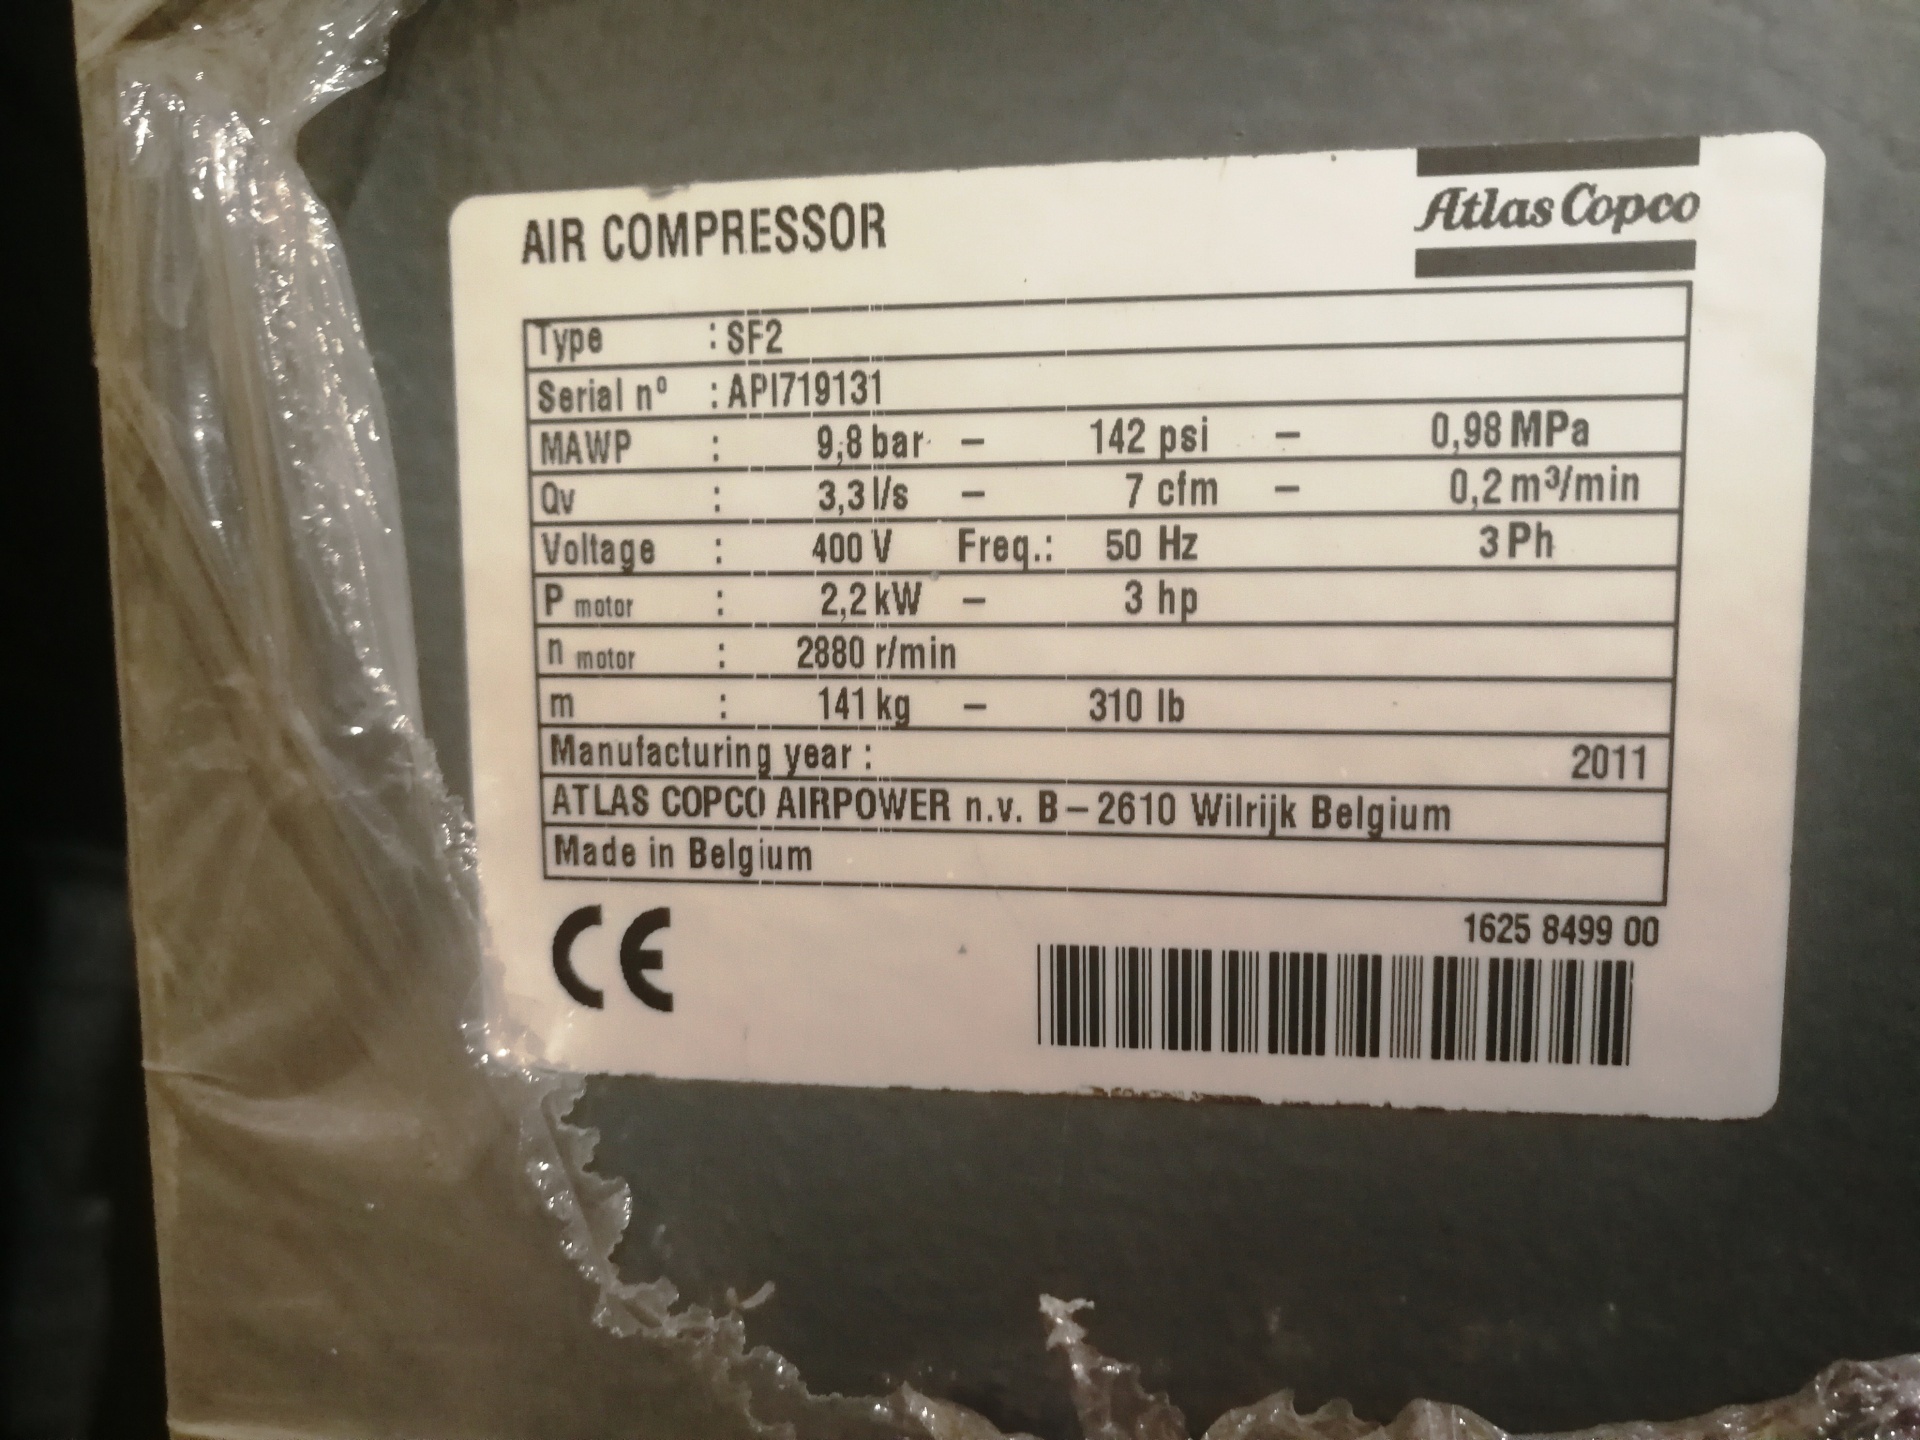 AIR COMPRESSOR
Atlas Copco
Type : SF2
Serial nº : API719131
MAWP : 9,8 bar – 142 psi – 0,98 MPa
Qv : 3,3 l/s – 7 cfm – 0,2 m³/min
Voltage : 400 V Freq.: 50 Hz 3 Ph
P motor : 2,2 kW – 3 hp
n motor : 2880 r/min
m : 141 kg – 310 lb
Manufacturing year : 2011
ATLAS COPCO AIRPOWER n.v. B – 2610 Wilrijk Belgium
Made in Belgium
CE
1625 8499 00